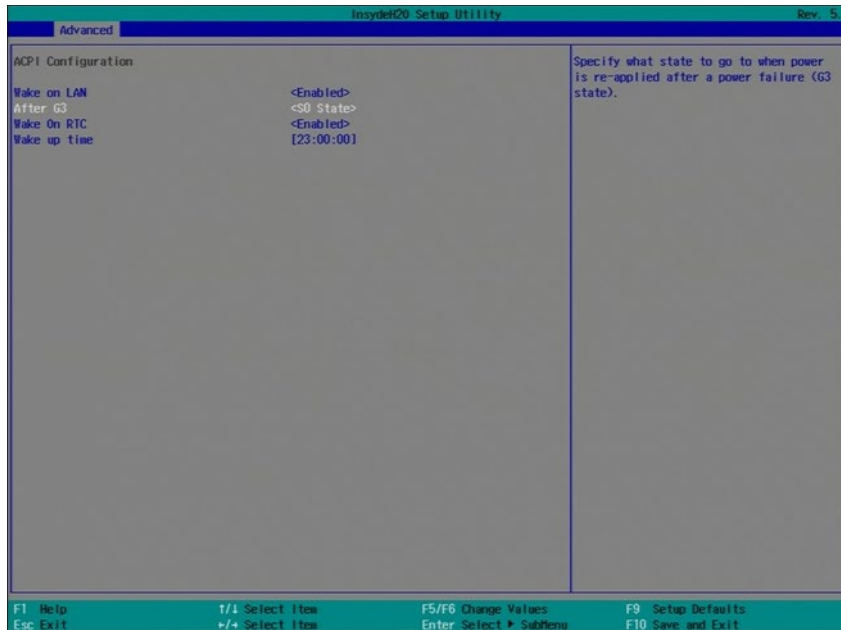 InsydeH20 Setup Utility Rev. 5.
Advanced
ACPI Configuration
Wake on LAN <Enabled>
After G3 <S0 State>
Wake On RTC <Enabled>
Wake up time [23:00:00]
Specify what state to go to when power
is re-applied after a power failure (G3
state).
F1 Help ↑/↓ Select Item F5/F6 Change Values F9 Setup Defaults
Esc Exit ←/→ Select Item Enter Select ▶ SubMenu F10 Save and Exit